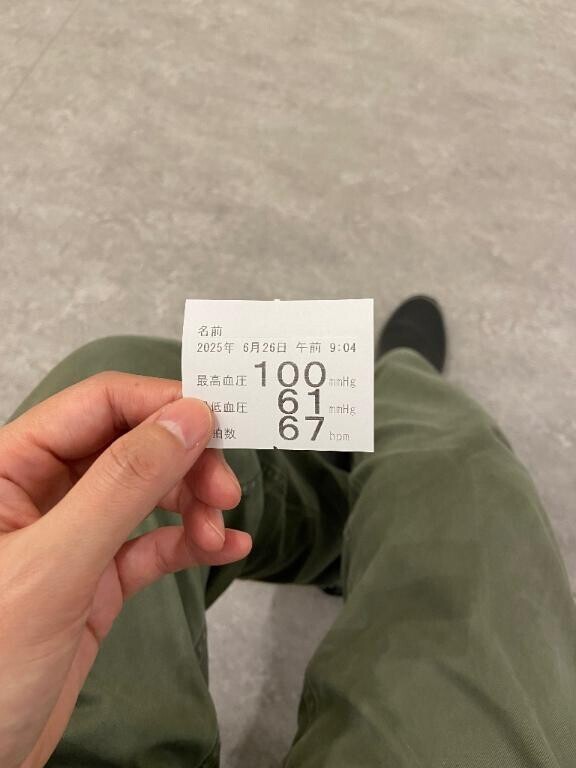 名前
2025年 6月26日 午前 9:04
最高血圧 100 mmHg
低血圧 61 mmHg
拍数 67 bpm